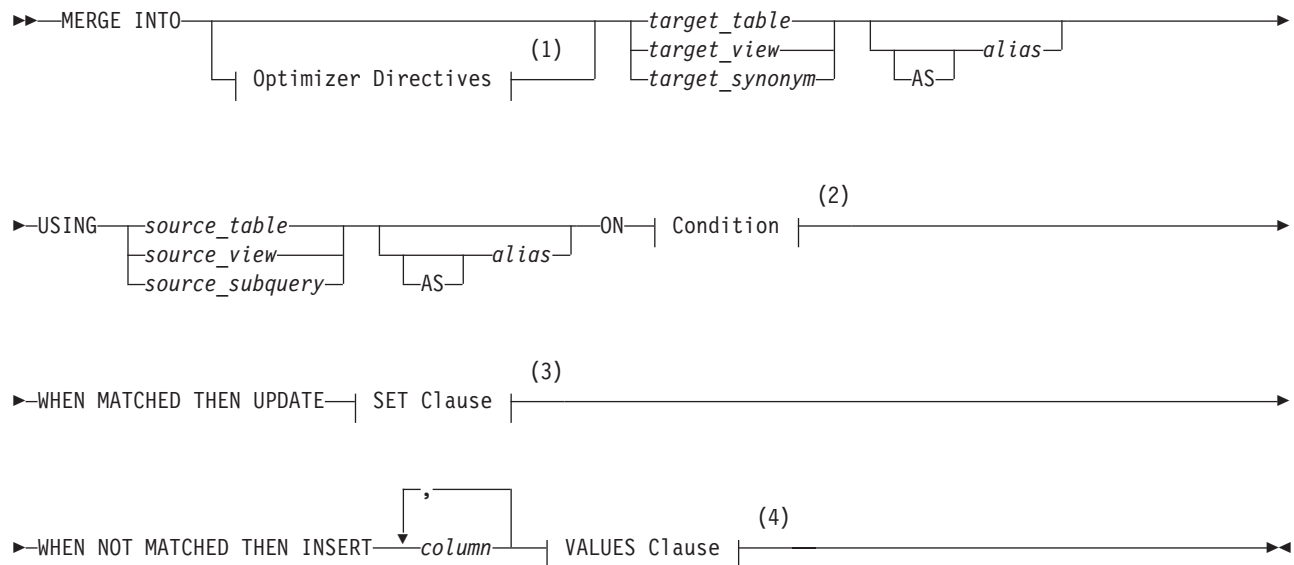 MERGE INTO target_table
(1) target_view alias
Optimizer Directives target_synonym AS
(2)
USING source_table ON Condition
source_view alias
source_subquery AS
(3)
WHEN MATCHED THEN UPDATE SET Clause
,
(4)
WHEN NOT MATCHED THEN INSERT column VALUES Clause